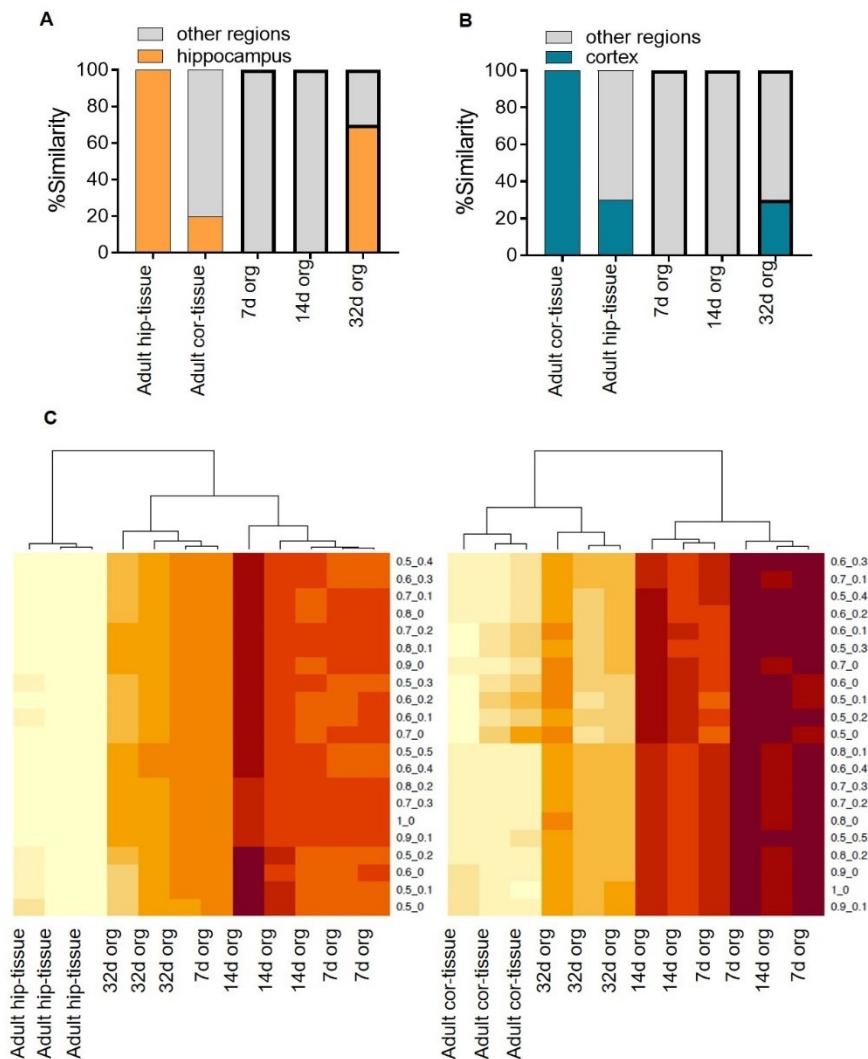 A
other regions
hippocampus
%Similarity
100
80
60
40
20
0
Adult hip-tissue
Adult cor-tissue
7d org
14d org
32d org
B
other regions
cortex
%Similarity
100
80
60
40
20
0
Adult cor-tissue
Adult hip-tissue
7d org
14d org
32d org
C
0.5_0.4
0.6_0.3
0.7_0.1
0.8_0
0.7_0.2
0.8_0.1
0.9_0
0.5_0.3
0.6_0.2
0.6_0.1
0.7_0
0.5_0.5
0.6_0.4
0.8_0.2
0.7_0.3
1_0
0.9_0.1
0.5_0.2
0.6_0
0.5_0.1
0.5_0
Adult hip-tissue
Adult hip-tissue
Adult hip-tissue
32d org
32d org
32d org
7d org
14d org
14d org
14d org
7d org
7d org
0.6_0.3
0.7_0.1
0.5_0.4
0.6_0.2
0.6_0.1
0.5_0.3
0.7_0
0.6_0
0.5_0.1
0.5_0.2
0.5_0
0.8_0.1
0.6_0.4
0.7_0.3
0.7_0.2
0.8_0
0.5_0.5
0.8_0.2
0.9_0
1_0
0.9_0.1
Adult cor-tissue
Adult cor-tissue
Adult cor-tissue
32d org
32d org
32d org
14d org
14d org
7d org
7d org
14d org
7d org